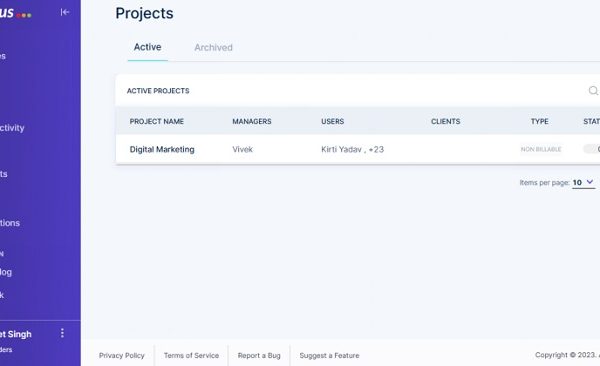 us
Projects
Active Archived
ACTIVE PROJECTS
PROJECT NAME MANAGERS USERS CLIENTS TYPE STAT
Digital Marketing Vivek Kirti Yadav , +23 NON BILLABLE
Items per page: 10
es
ctivity
ts
tions
N
log
k
et Singh
ders
Privacy Policy Terms of Service Report a Bug Suggest a Feature Copyright © 2023. A